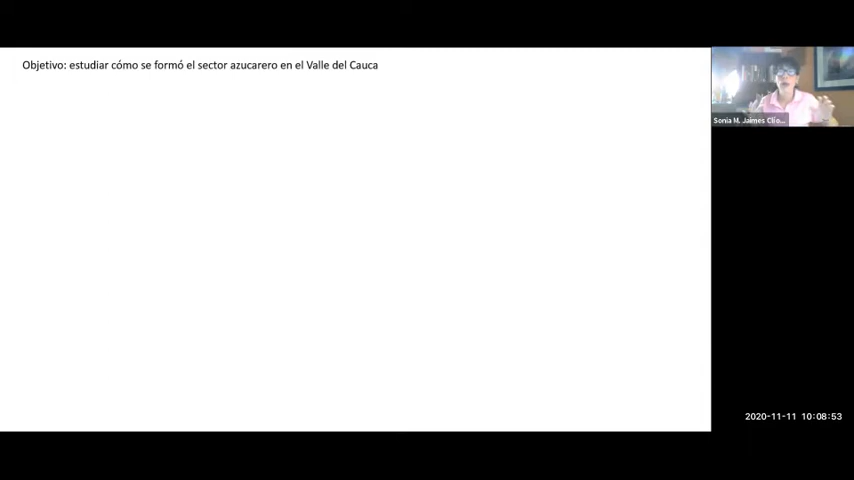 Objetivo: estudiar cómo se formó el sector azucarero en el Valle del Cauca
Sonia M. Jaimes Clio...
2020-11-11 10:08:53